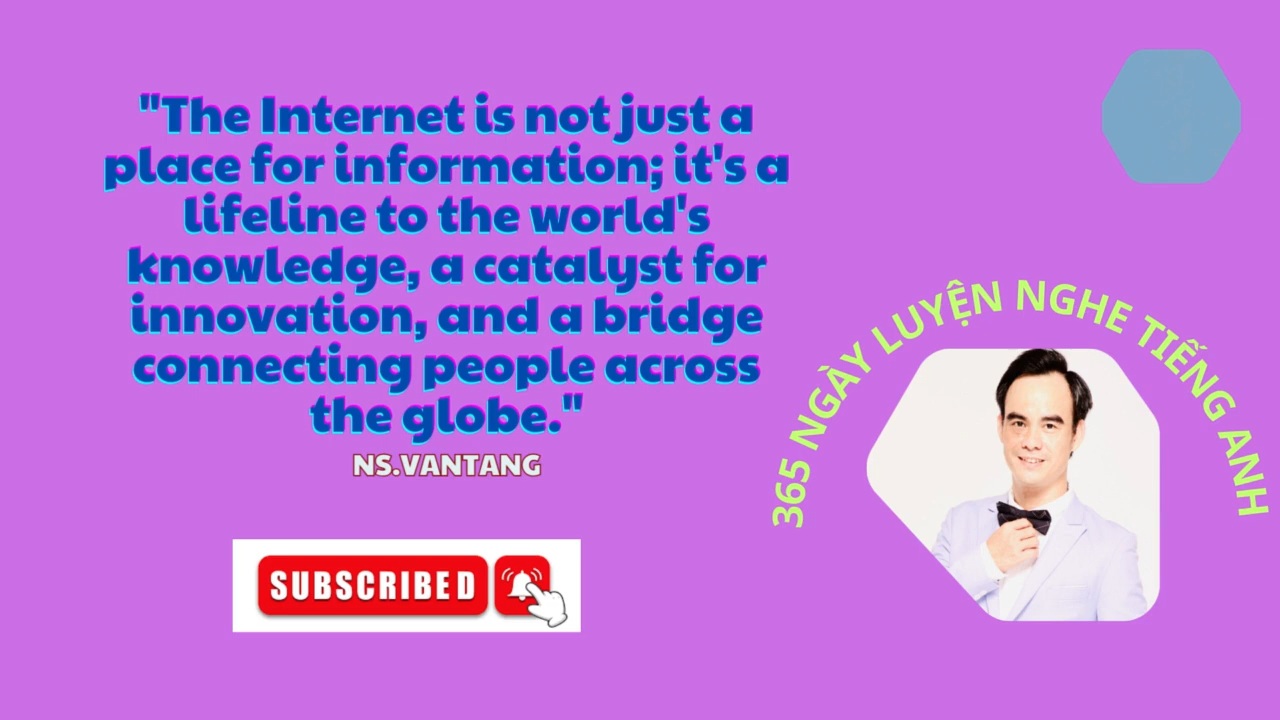 "The Internet is not just a
place for information; it's a
lifeline to the world's
knowledge, a catalyst for
innovation, and a bridge
connecting people across
the globe."
NS.VANTANG
365 NGÀY LUYỆN NGHE TIẾNG ANH
SUBSCRIBED